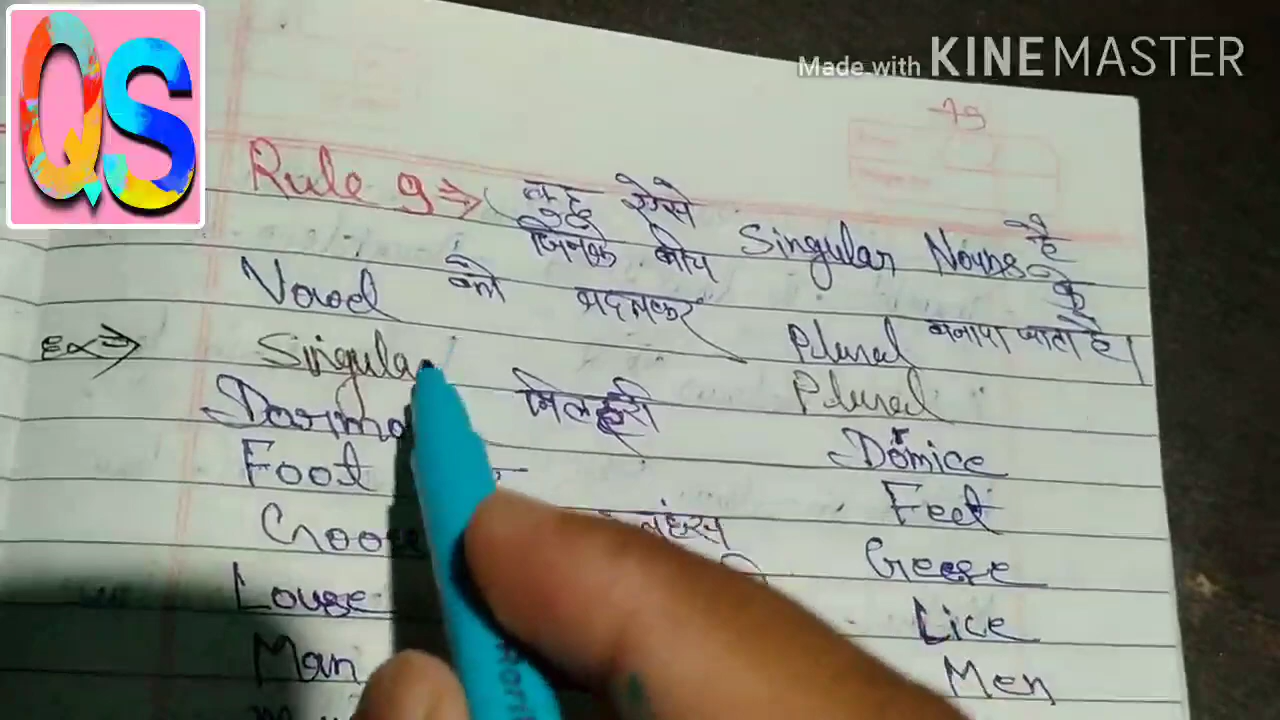 QS
Made with KINEMASTER
Rule 9⇒ कुछ ऐसे Singular Nouns है
जिनके बीच के
Vowel को बदलकर Plural बनाया जाता है।
Ex⇒ Singular Plural
गिलहरी Dormice
Foot Feet
Geese
Louse Lice
Man Men